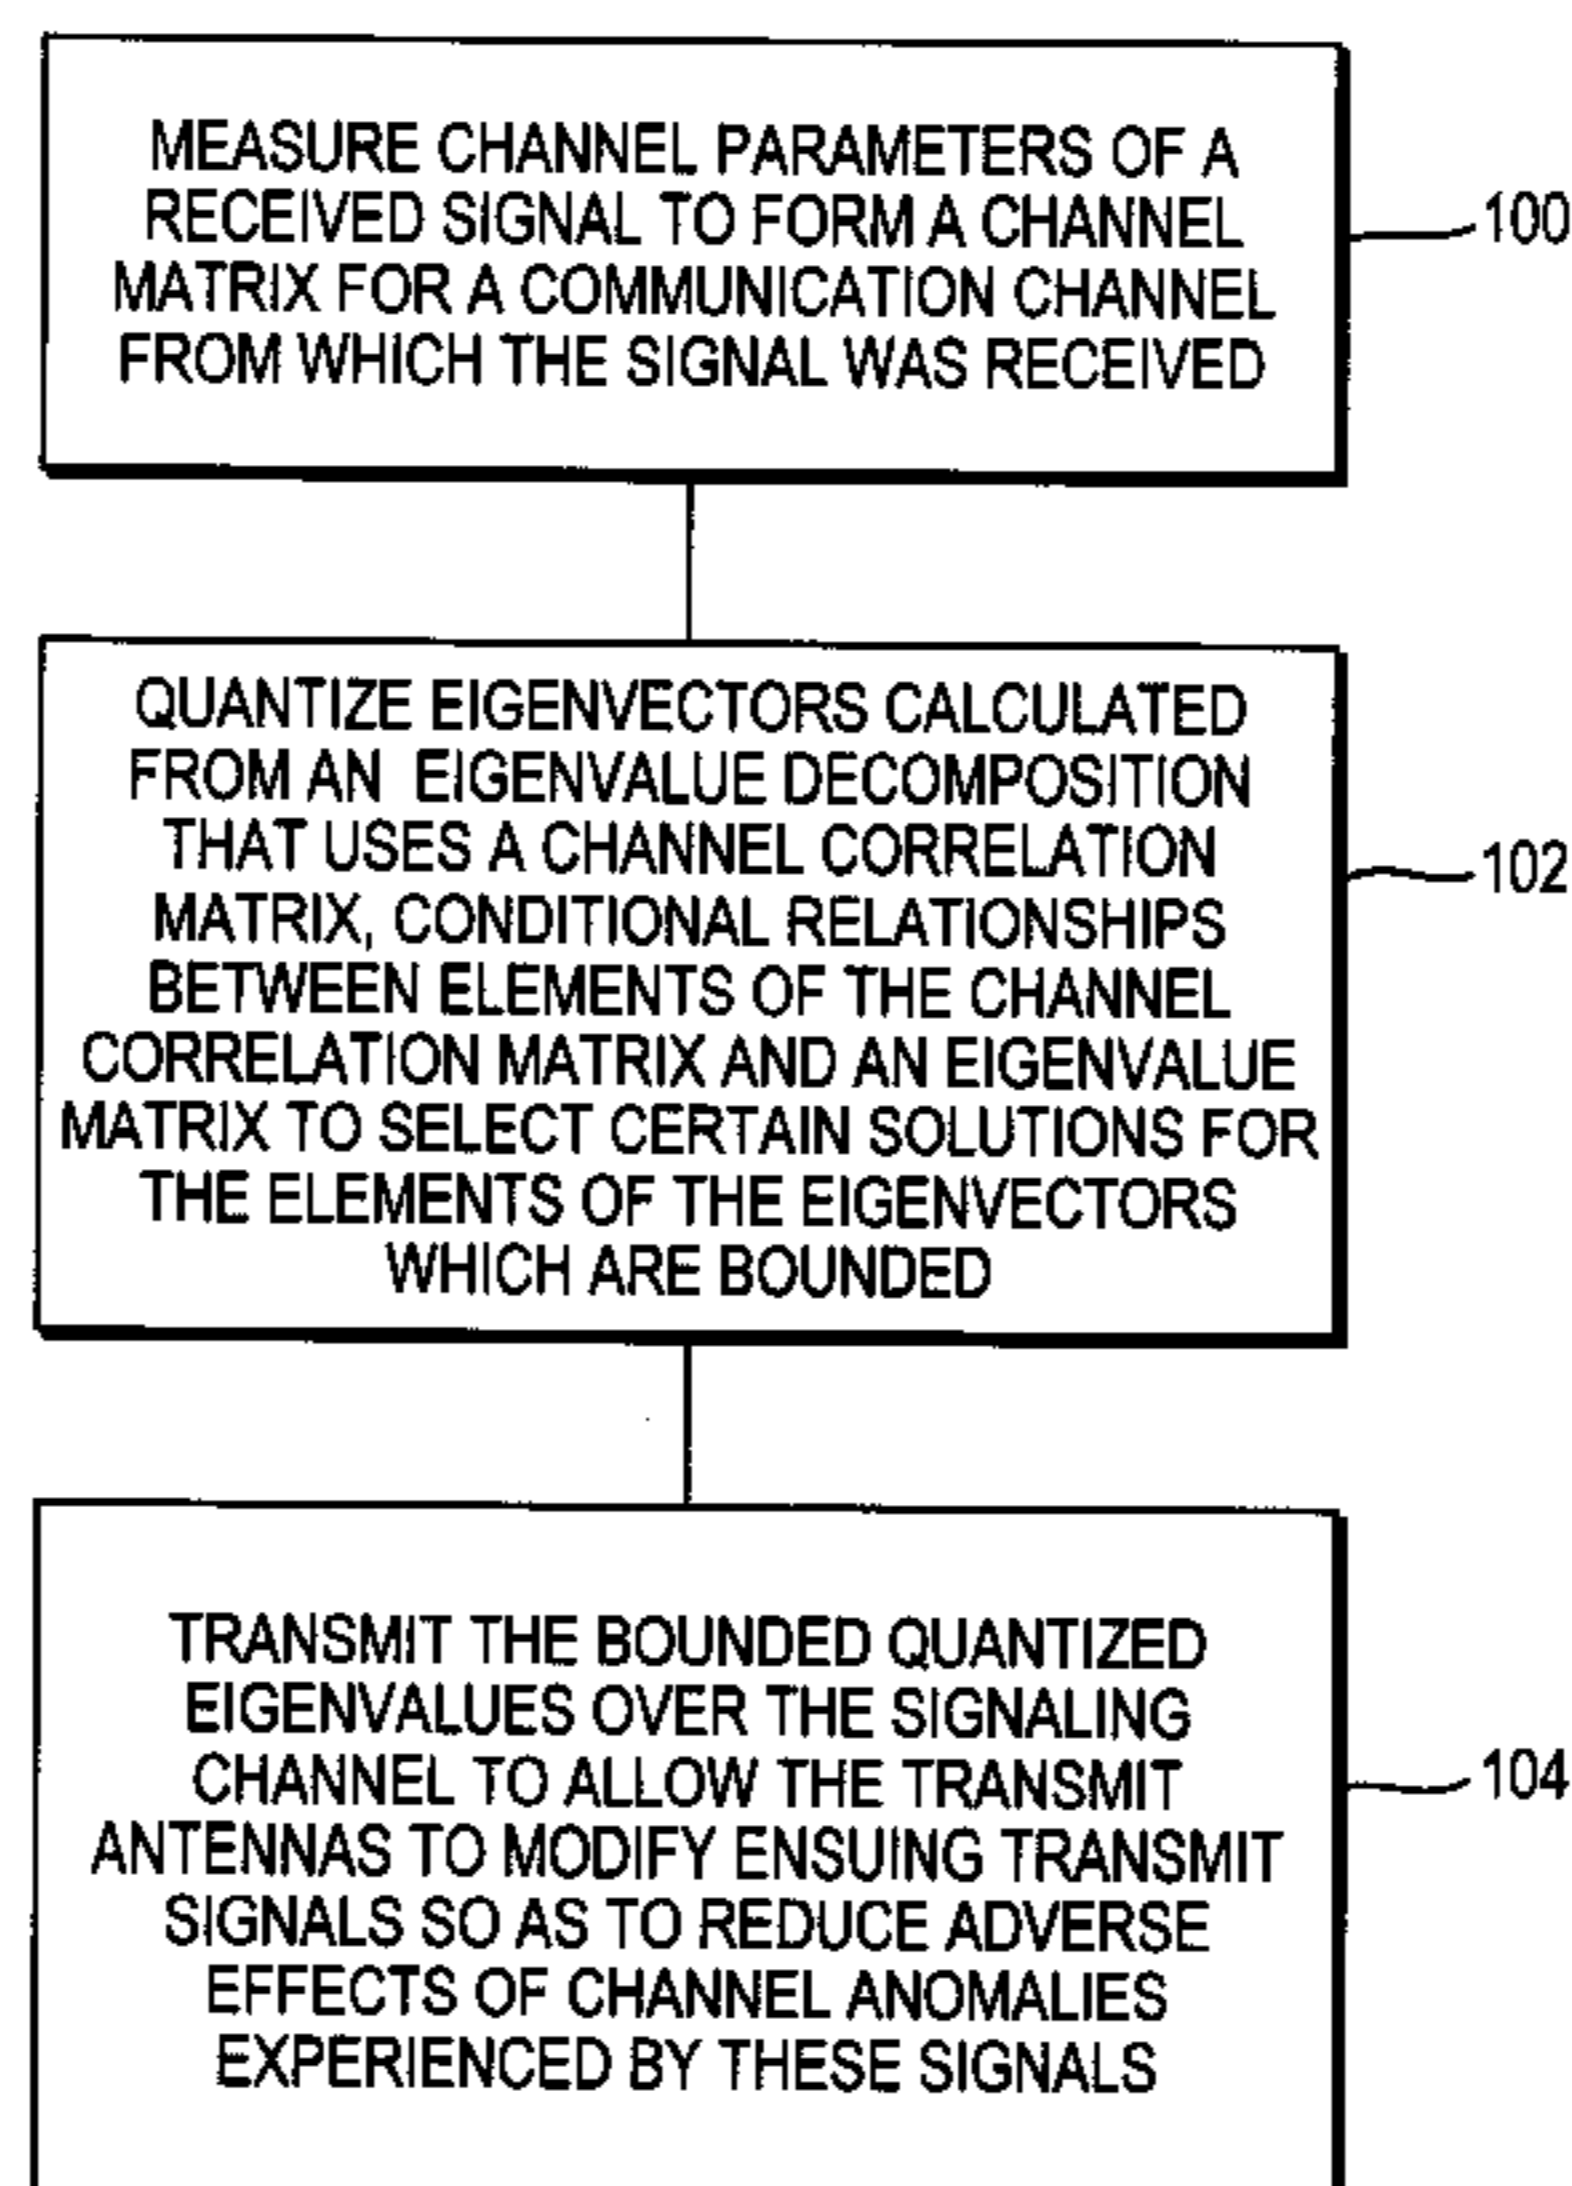 MEASURE CHANNEL PARAMETERS OF A
RECEIVED SIGNAL TO FORM A CHANNEL
MATRIX FOR A COMMUNICATION CHANNEL
FROM WHICH THE SIGNAL WAS RECEIVED
100
QUANTIZE EIGENVECTORS CALCULATED
FROM AN EIGENVALUE DECOMPOSITION
THAT USES A CHANNEL CORRELATION
MATRIX, CONDITIONAL RELATIONSHIPS
BETWEEN ELEMENTS OF THE CHANNEL
CORRELATION MATRIX AND AN EIGENVALUE
MATRIX TO SELECT CERTAIN SOLUTIONS FOR
THE ELEMENTS OF THE EIGENVECTORS
WHICH ARE BOUNDED
102
TRANSMIT THE BOUNDED QUANTIZED
EIGENVALUES OVER THE SIGNALING
CHANNEL TO ALLOW THE TRANSMIT
ANTENNAS TO MODIFY ENSUING TRANSMIT
SIGNALS SO AS TO REDUCE ADVERSE
EFFECTS OF CHANNEL ANOMALIES
EXPERIENCED BY THESE SIGNALS
104